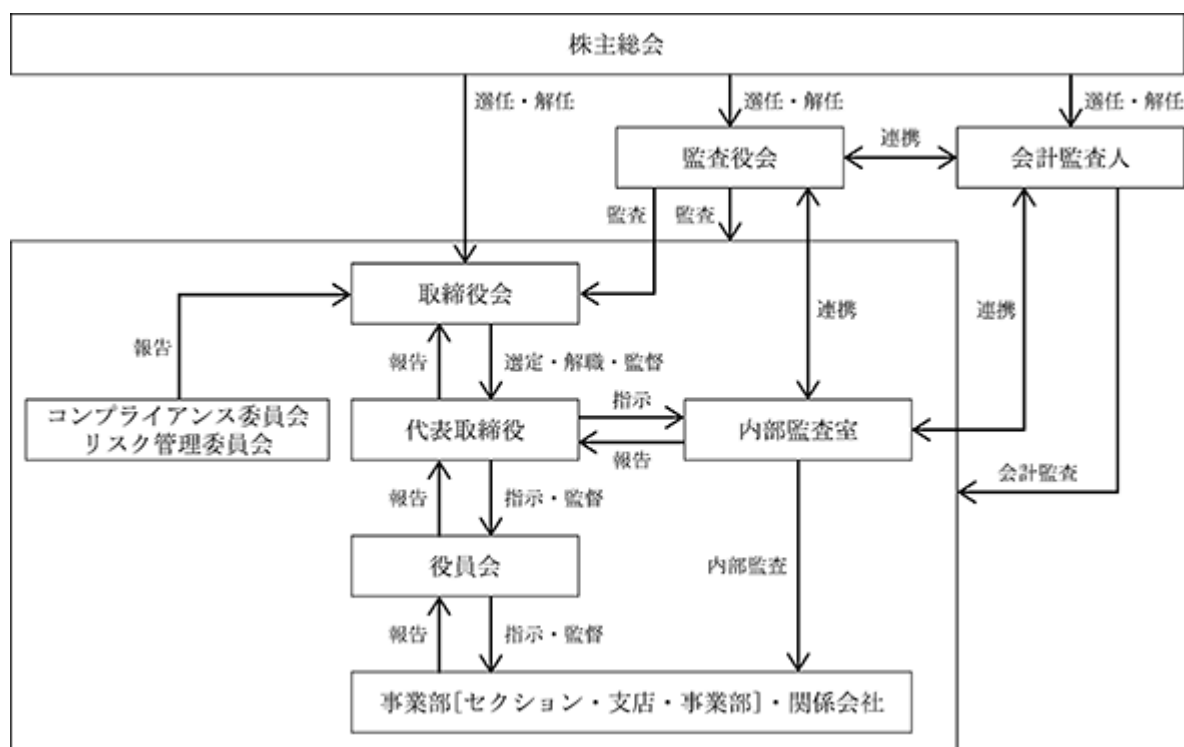 株主総会
選任・解任
選任・解任
選任・解任
監査役会
連携
会計監査人
監査
監査
取締役会
連携
連携
報告
報告
選定・解職・監督
コンプライアンス委員会
リスク管理委員会
代表取締役
指示
報告
内部監査室
会計監査
報告
指示・監督
役員会
内部監査
報告
指示・監督
事業部[セクション・支店・事業部]・関係会社